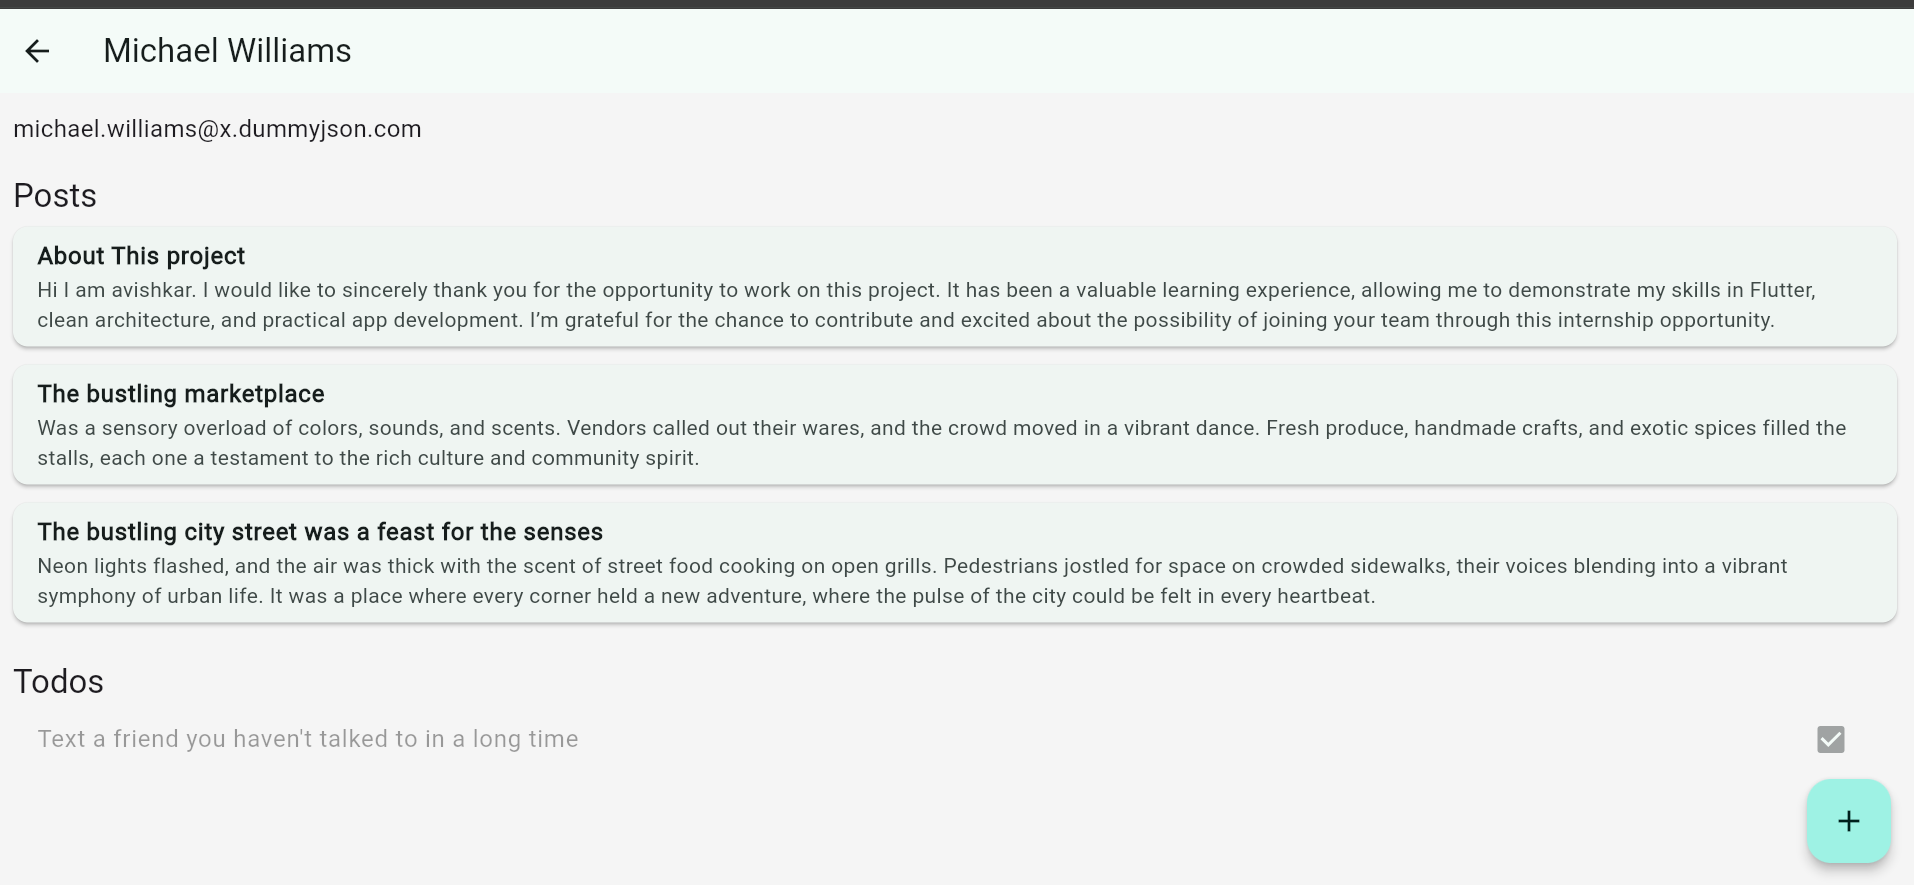 Michael Williams
michael.williams@x.dummyjson.com
Posts
About This project
Hi I am avishkar. I would like to sincerely thank you for the opportunity to work on this project. It has been a valuable learning experience, allowing me to demonstrate my skills in Flutter,
clean architecture, and practical app development. I’m grateful for the chance to contribute and excited about the possibility of joining your team through this internship opportunity.
The bustling marketplace
Was a sensory overload of colors, sounds, and scents. Vendors called out their wares, and the crowd moved in a vibrant dance. Fresh produce, handmade crafts, and exotic spices filled the
stalls, each one a testament to the rich culture and community spirit.
The bustling city street was a feast for the senses
Neon lights flashed, and the air was thick with the scent of street food cooking on open grills. Pedestrians jostled for space on crowded sidewalks, their voices blending into a vibrant
symphony of urban life. It was a place where every corner held a new adventure, where the pulse of the city could be felt in every heartbeat.
Todos
Text a friend you haven't talked to in a long time